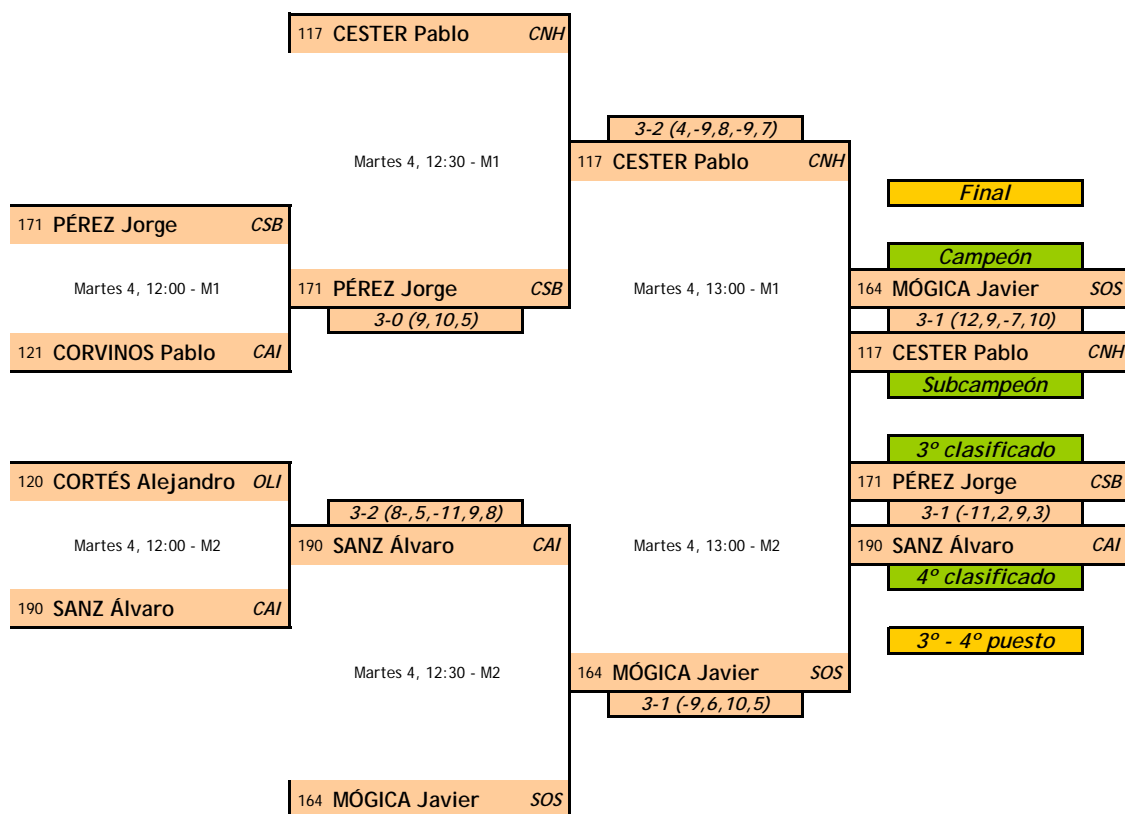 117 CESTER Pablo CNH
3-2 (4,-9,8,-9,7)
Martes 4, 12:30 - M1
117 CESTER Pablo CNH
Final
171 PÉREZ Jorge CSB
Campeón
Martes 4, 12:00 - M1
171 PÉREZ Jorge CSB
Martes 4, 13:00 - M1
164 MÓGICA Javier SOS
3-0 (9,10,5)
3-1 (12,9,-7,10)
121 CORVINOS Pablo CAI
117 CESTER Pablo CNH
Subcampeón
3º clasificado
120 CORTÉS Alejandro OLI
171 PÉREZ Jorge CSB
3-2 (8-,5,-11,9,8)
3-1 (-11,2,9,3)
Martes 4, 12:00 - M2
190 SANZ Álvaro CAI
Martes 4, 13:00 - M2
190 SANZ Álvaro CAI
4º clasificado
190 SANZ Álvaro CAI
3º - 4º puesto
Martes 4, 12:30 - M2
164 MÓGICA Javier SOS
3-1 (-9,6,10,5)
164 MÓGICA Javier SOS